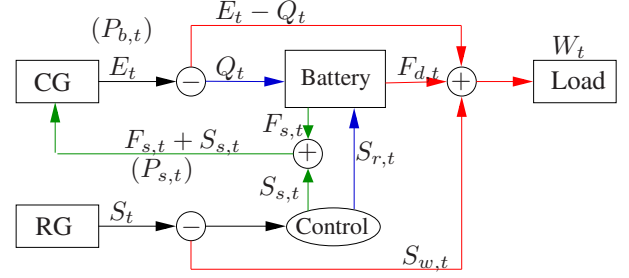 E_t − Q_t
(P_{b,t})
W_t
CG
E_t
−
Q_t
Battery
F_{d,t}
+
Load
F_{s,t}
F_{s,t} + S_{s,t}
+
S_{r,t}
(P_{s,t})
S_{s,t}
RG
S_t
−
Control
S_{w,t}